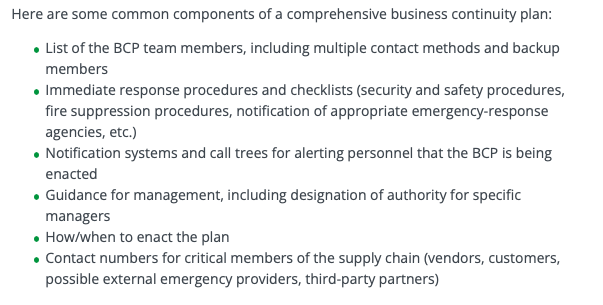 Here are some common components of a comprehensive business continuity plan:
• List of the BCP team members, including multiple contact methods and backup
members
• Immediate response procedures and checklists (security and safety procedures,
fire suppression procedures, notification of appropriate emergency-response
agencies, etc.)
• Notification systems and call trees for alerting personnel that the BCP is being
enacted
• Guidance for management, including designation of authority for specific
managers
• How/when to enact the plan
• Contact numbers for critical members of the supply chain (vendors, customers,
possible external emergency providers, third-party partners)